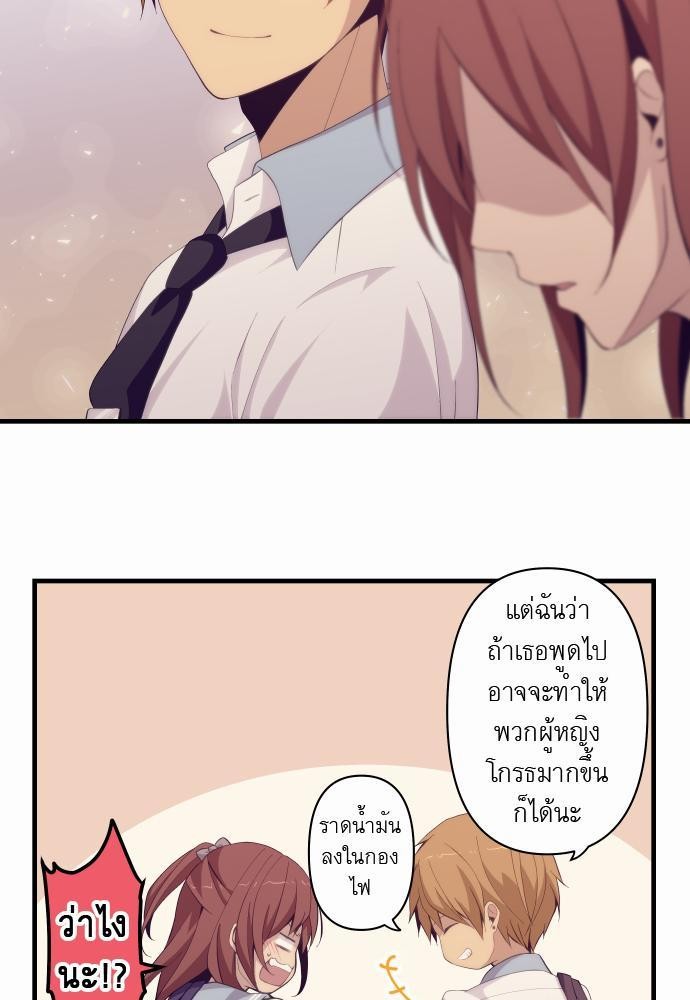 แต่ฉันว่า
ถ้าเธอพูดไป
อาจจะทำให้
พวกผู้หญิง
โกรธมากขึ้น
ก็ได้นะ
ราดน้ำมัน
ลงในกอง
ไฟ
ว่าไง
นะ!?